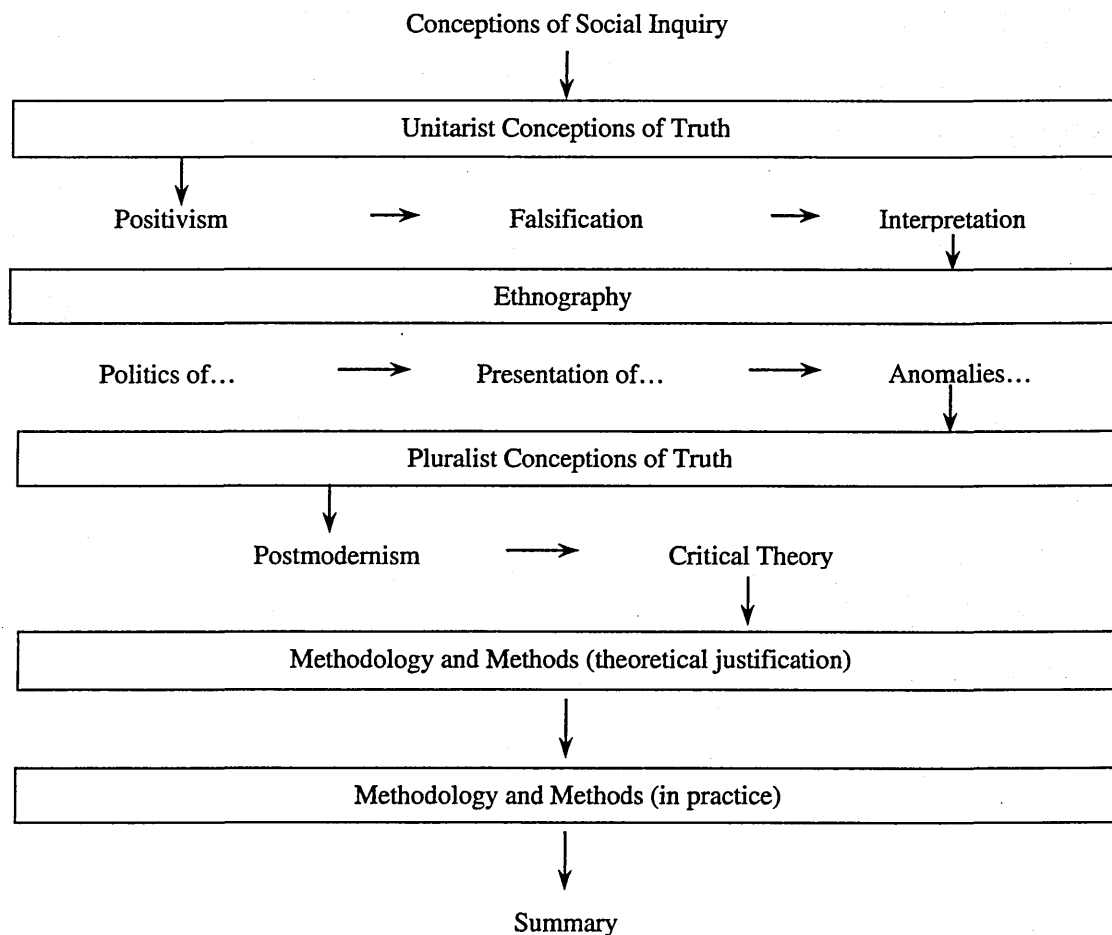 Conceptions of Social Inquiry
Unitarist Conceptions of Truth
Positivism Falsification Interpretation
Ethnography
Politics of... Presentation of... Anomalies...
Pluralist Conceptions of Truth
Postmodernism Critical Theory
Methodology and Methods (theoretical justification)
Methodology and Methods (in practice)
Summary